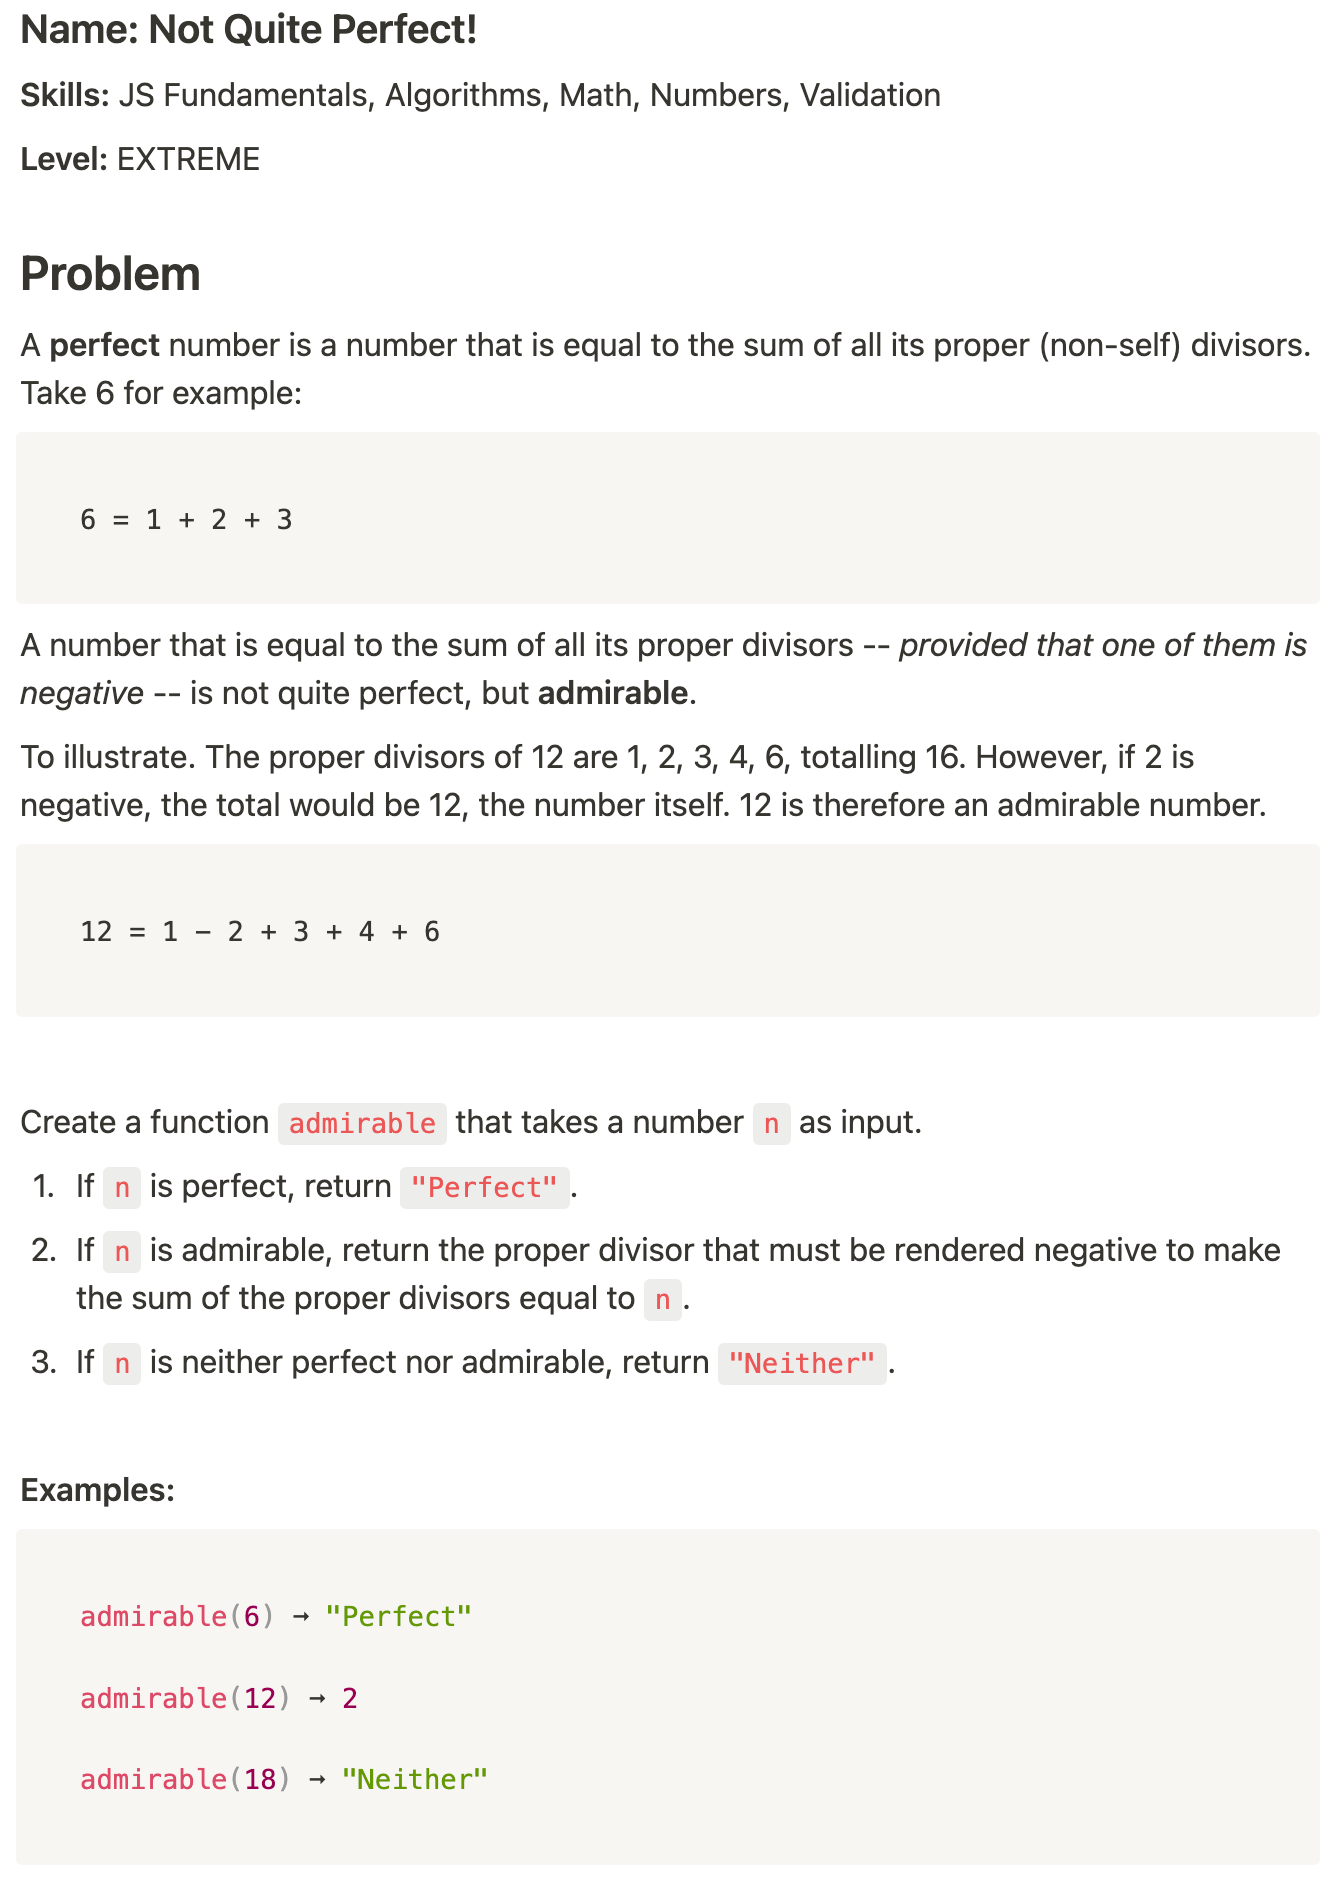 Name: Not Quite Perfect!
Skills: JS Fundamentals, Algorithms, Math, Numbers, Validation
Level: EXTREME
Problem
A perfect number is a number that is equal to the sum of all its proper (non-self) divisors.
Take 6 for example:
6 = 1 + 2 + 3
A number that is equal to the sum of all its proper divisors -- provided that one of them is
negative -- is not quite perfect, but admirable.
To illustrate. The proper divisors of 12 are 1, 2, 3, 4, 6, totalling 16. However, if 2 is
negative, the total would be 12, the number itself. 12 is therefore an admirable number.
12 = 1 - 2 + 3 + 4 + 6
Create a function admirable that takes a number n as input.
1. If n is perfect, return "Perfect".
2. If n is admirable, return the proper divisor that must be rendered negative to make
the sum of the proper divisors equal to n.
3. If n is neither perfect nor admirable, return "Neither".
Examples:
admirable(6) → "Perfect"
admirable(12) → 2
admirable(18) → "Neither"